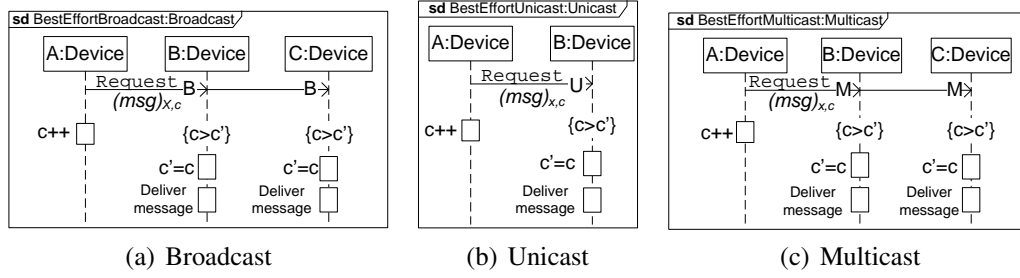 sd BestEffortBroadcast:Broadcast
A:Device B:Device C:Device
Request B B
(msg)x,c
c++ {c>c'} {c>c'}
c'=c c'=c
Deliver Deliver
message message
(a) Broadcast
sd BestEffortUnicast:Unicast
A:Device B:Device
Request U
(msg)x,c
c++ {c>c'}
c'=c
Deliver
message
(b) Unicast
sd BestEffortMulticast:Multicast
A:Device B:Device C:Device
Request M M
(msg)x,c
c++ {c>c'} {c>c'}
c'=c c'=c
Deliver Deliver
message message
(c) Multicast